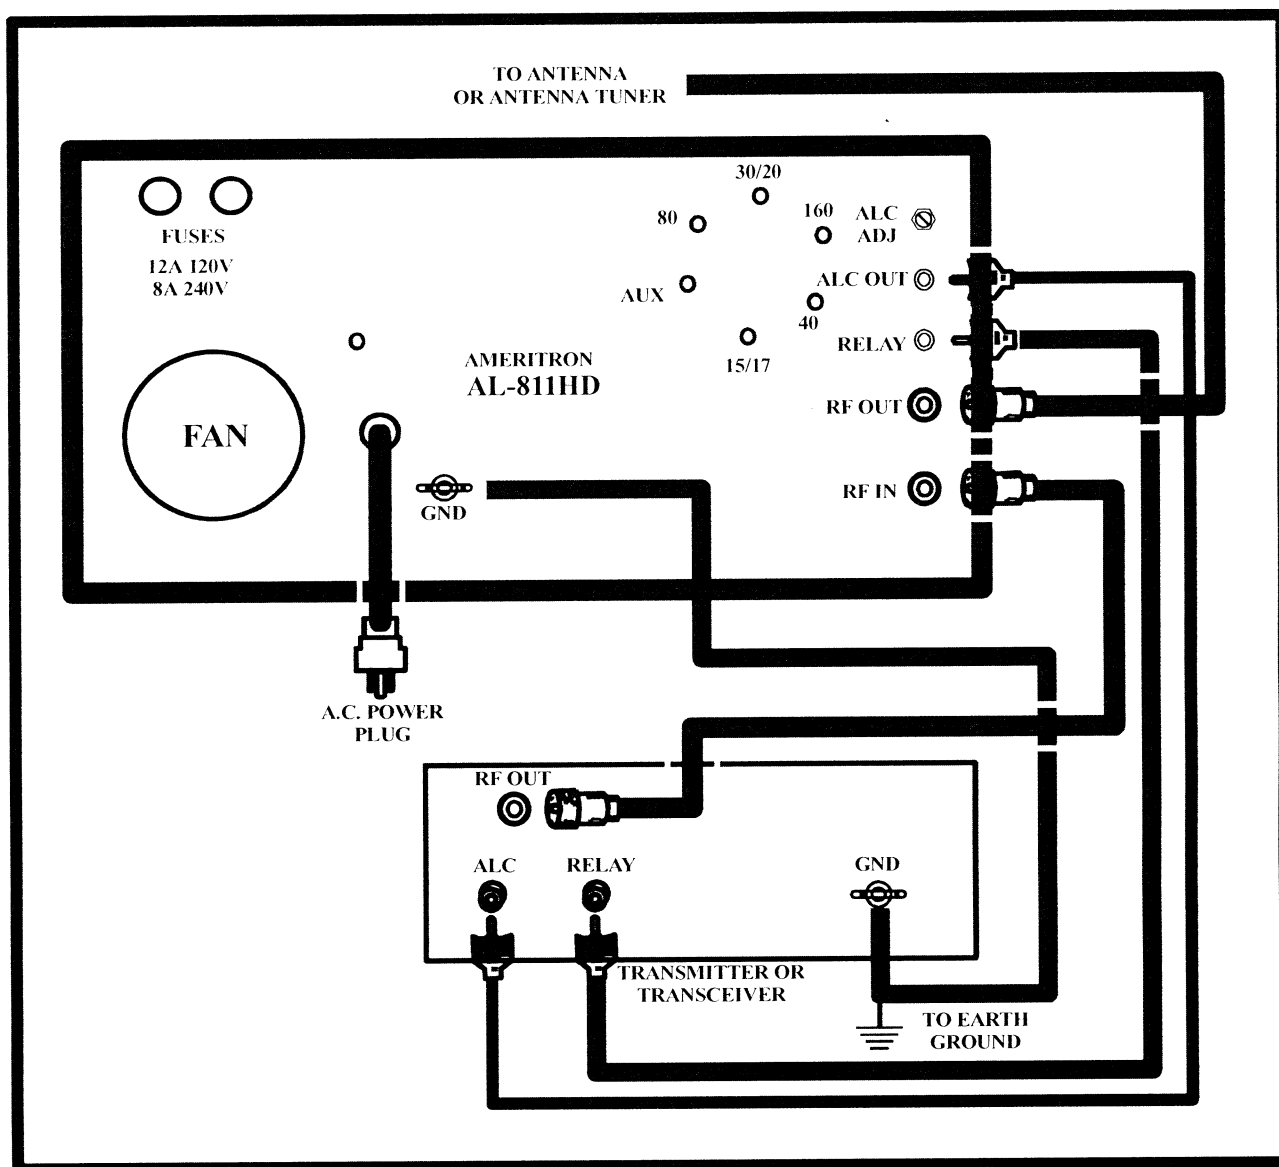 TO ANTENNA
OR ANTENNA TUNER
30/20
80
160
ALC
ADJ
FUSES
12A 120V
8A 240V
ALC OUT
AUX
40
RELAY
15/17
AMERITRON
AL-811HD
RF OUT
FAN
RF IN
GND
A.C. POWER
PLUG
RF OUT
ALC
RELAY
GND
TRANSMITTER OR
TRANSCEIVER
TO EARTH
GROUND